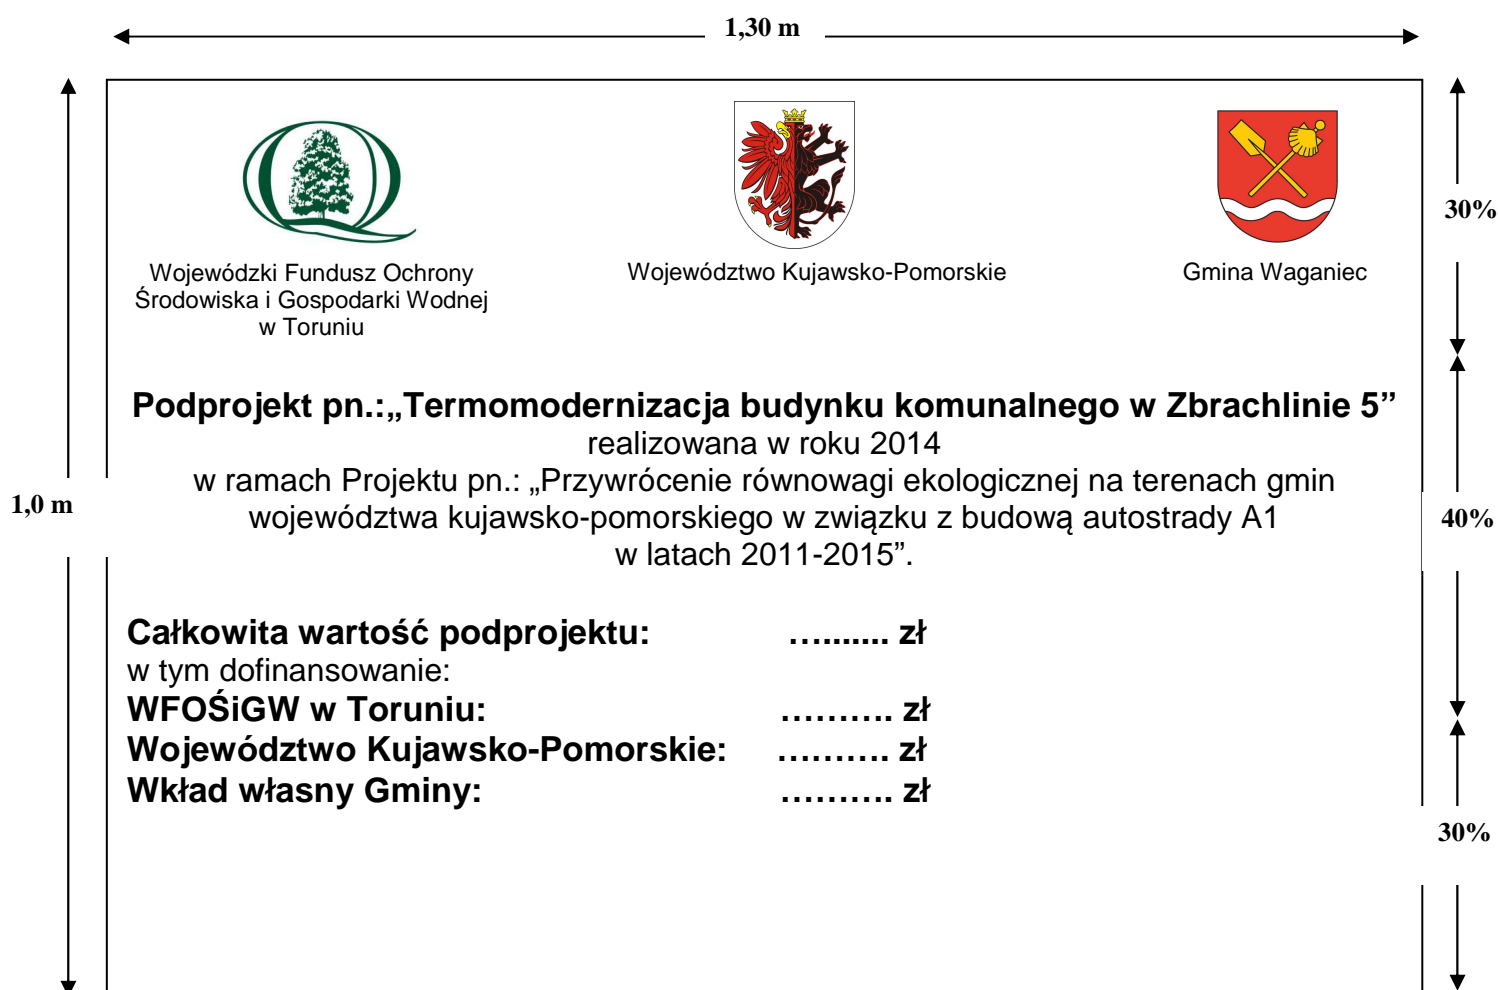 1,30 m
30%
Wojewódzki Fundusz Ochrony
Środowiska i Gospodarki Wodnej
w Toruniu
Województwo Kujawsko-Pomorskie
Gmina Waganiec
Podprojekt pn.:„Termomodernizacja budynku komunalnego w Zbrachlinie 5”
realizowana w roku 2014
w ramach Projektu pn.: „Przywrócenie równowagi ekologicznej na terenach gmin
województwa kujawsko-pomorskiego w związku z budową autostrady A1
w latach 2011-2015”.
1,0 m
40%
Całkowita wartość podprojektu: …....... zł
w tym dofinansowanie:
WFOŚiGW w Toruniu: ………. zł
Województwo Kujawsko-Pomorskie: ………. zł
Wkład własny Gminy: ………. zł
30%